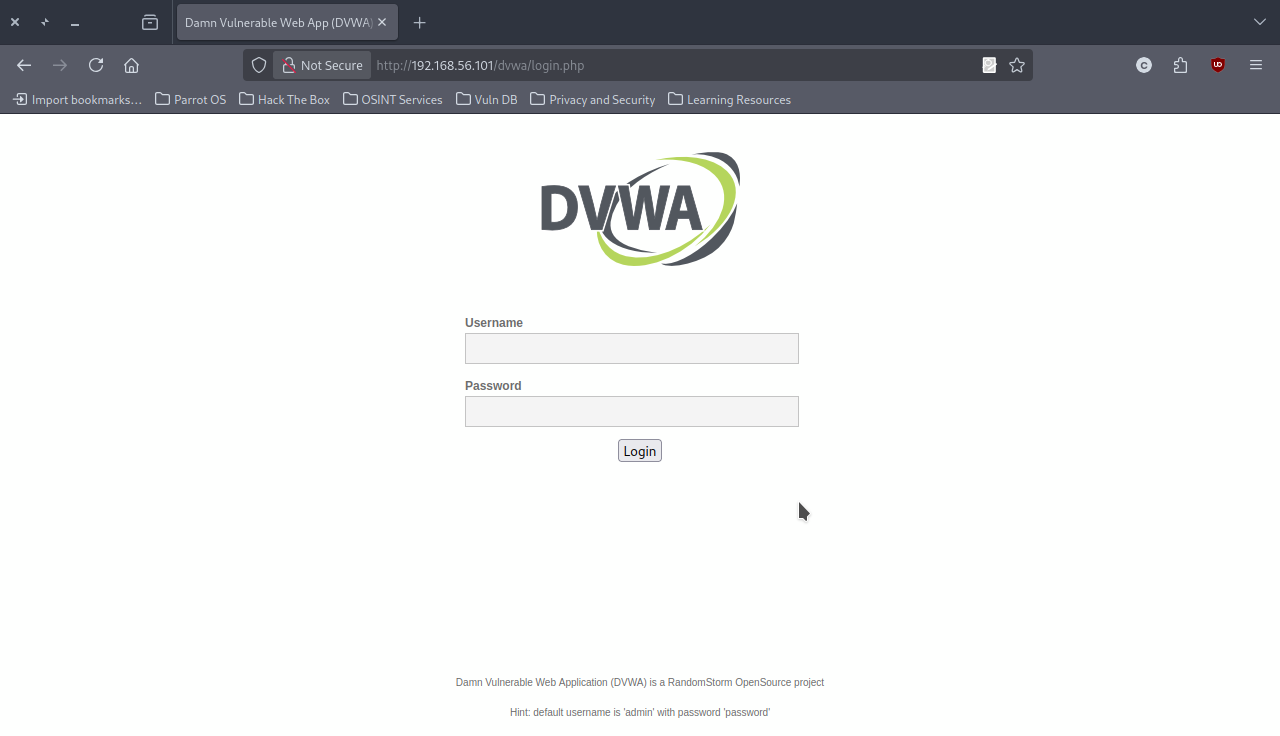 Damn Vulnerable Web App (DVWA)
Not Secure http://192.168.56.101/dvwa/login.php
Import bookmarks... Parrot OS Hack The Box OSINT Services Vuln DB Privacy and Security Learning Resources
DVWA
Username
Password
Login
Damn Vulnerable Web Application (DVWA) is a RandomStorm OpenSource project
Hint: default username is 'admin' with password 'password'